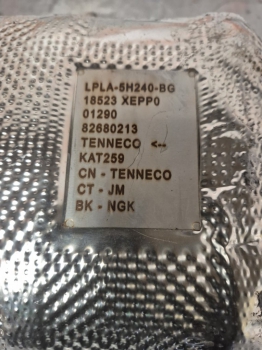 LPLA-5H240-BG
18523 XEPP0
01290
82680213
TENNECO <--
KAT259
CN - TENNECO
CT - JM
BK - NGK